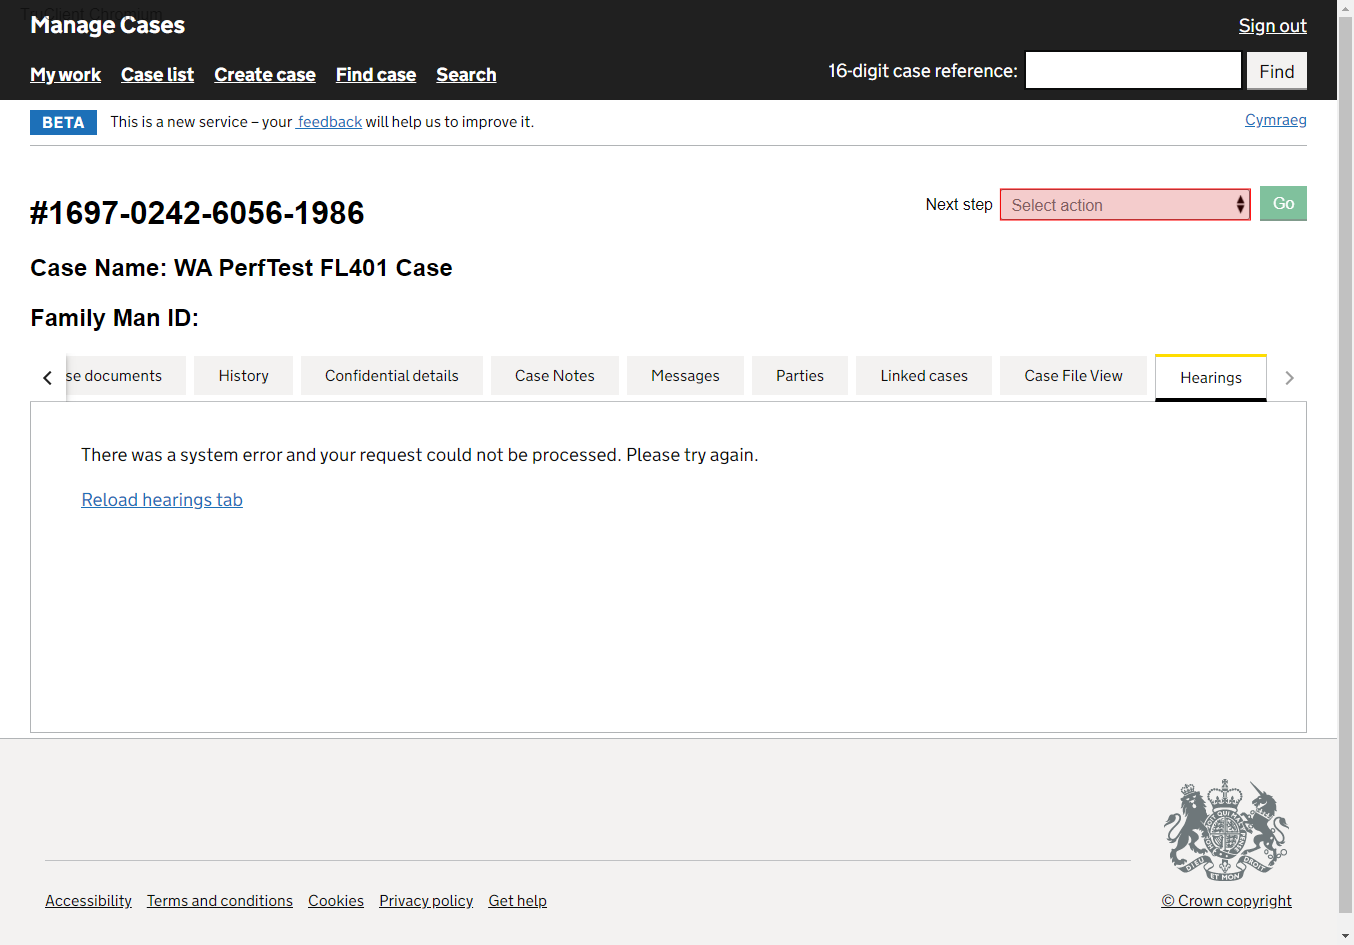 TruClient Chromium
Manage Cases
Sign out
My work Case list Create case Find case Search
16-digit case reference: Find
BETA This is a new service – your feedback will help us to improve it.
Cymraeg
#1697-0242-6056-1986
Next step Select action Go
Case Name: WA PerfTest FL401 Case
Family Man ID:
se documents History Confidential details Case Notes Messages Parties Linked cases Case File View Hearings
There was a system error and your request could not be processed. Please try again.
Reload hearings tab
DIEU ET MON DROIT
Accessibility Terms and conditions Cookies Privacy policy Get help
© Crown copyright